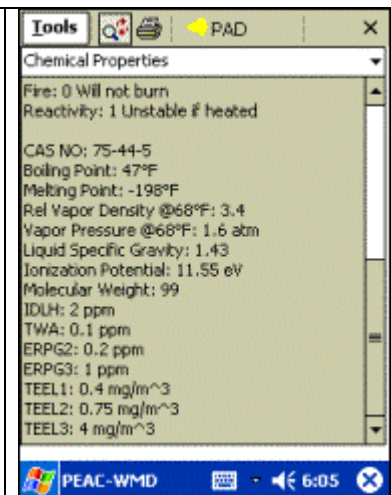 Tools PAD ×
Chemical Properties
Fire: 0 Will not burn
Reactivity: 1 Unstable if heated
CAS NO: 75-44-5
Boiling Point: 47°F
Melting Point: -198°F
Rel Vapor Density @68°F: 3.4
Vapor Pressure @68°F: 1.6 atm
Liquid Specific Gravity: 1.43
Ionization Potential: 11.55 eV
Molecular Weight: 99
IDLH: 2 ppm
TWA: 0.1 ppm
ERPG2: 0.2 ppm
ERPG3: 1 ppm
TEEL1: 0.4 mg/m^3
TEEL2: 0.75 mg/m^3
TEEL3: 4 mg/m^3
PEAC-WMD 6:05